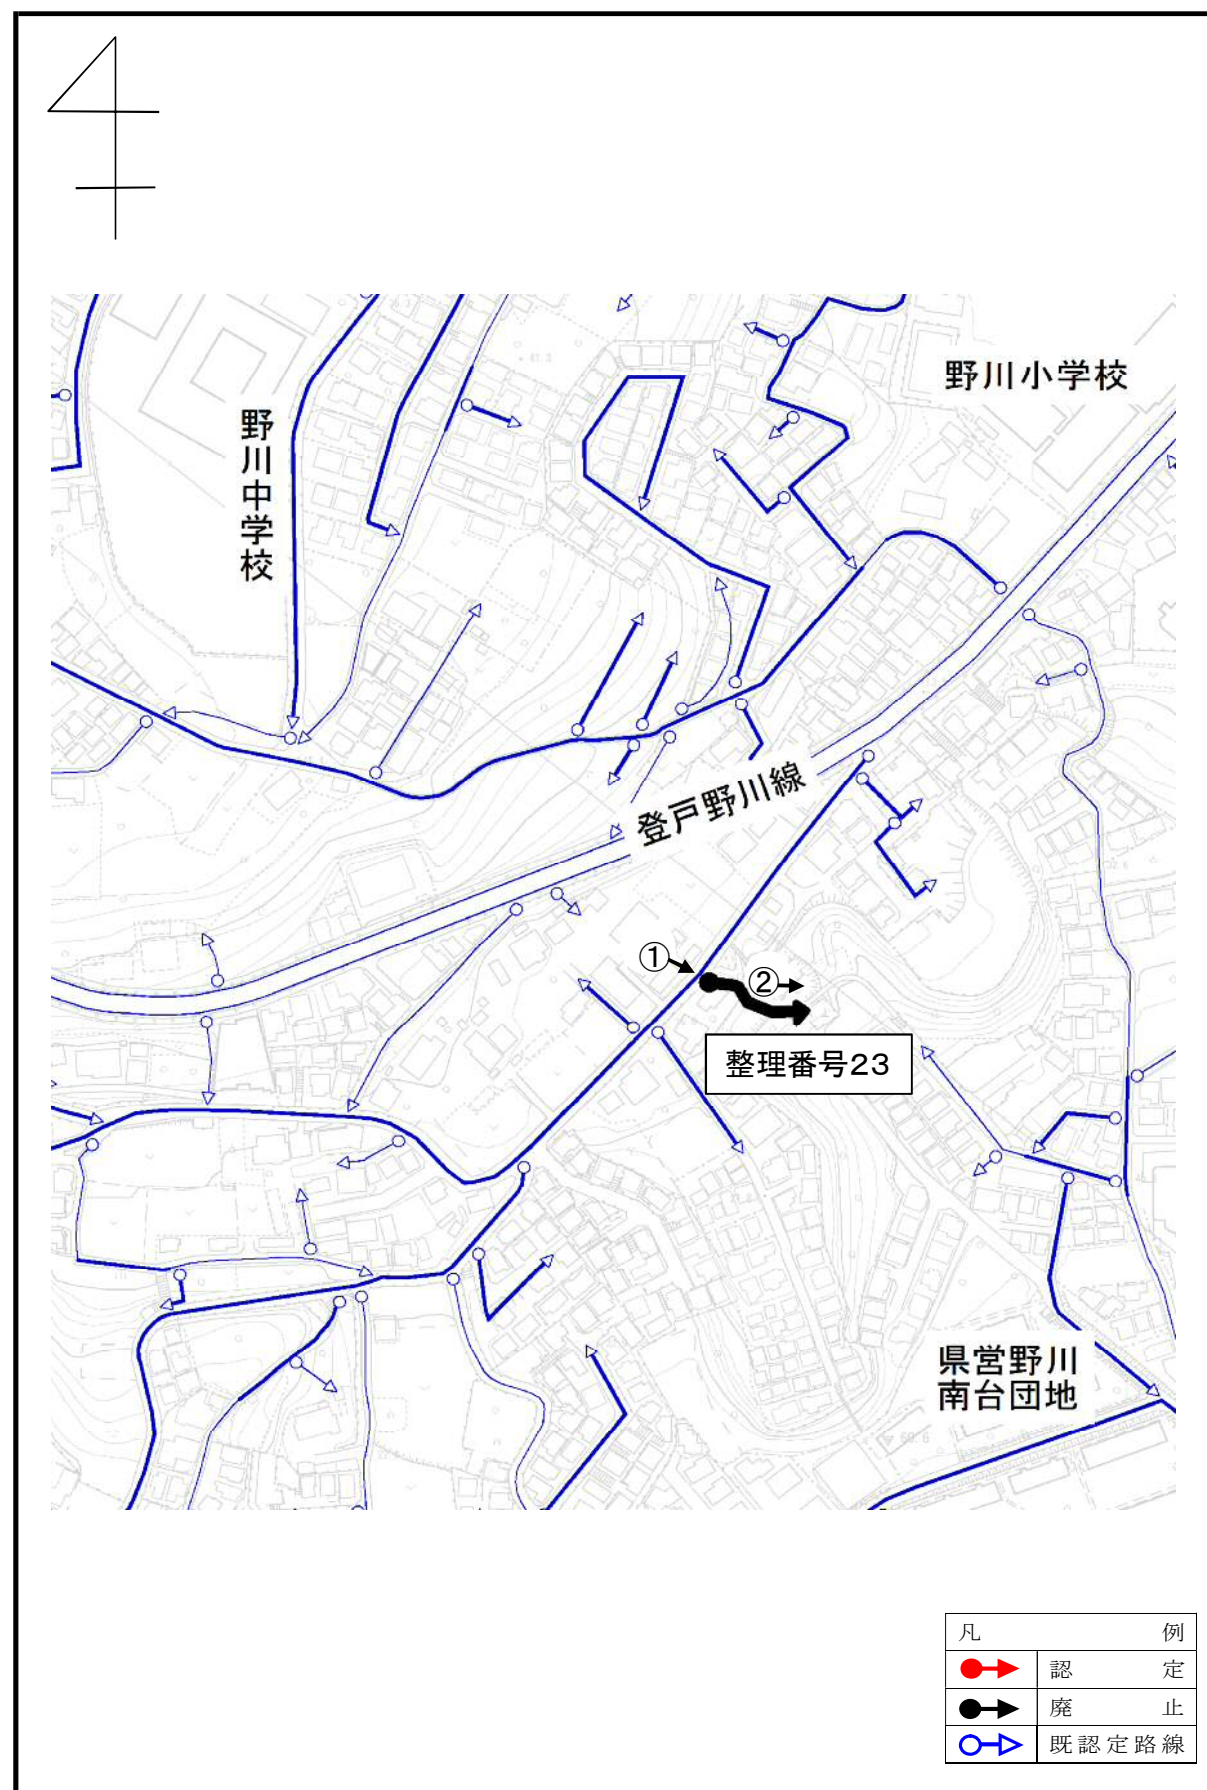 野川小学校
野川中学校
登戸野川線
①
②
整理番号23
県営野川
南台団地
凡例
認定
廃止
既認定路線